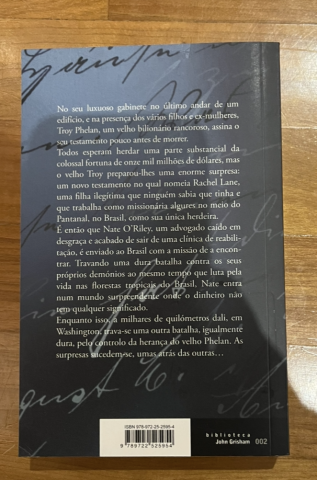 No seu luxuoso gabinete no último andar de um
edifício, e na presença dos vários filhos e ex-mulheres,
Troy Phelan, um velho bilionário rancoroso, assina o
seu testamento pouco antes de morrer.
Todos esperam herdar uma parte substancial da
colossal fortuna de onze mil milhões de dólares, mas
o velho Troy preparou-lhes uma enorme surpresa:
um novo testamento no qual nomeia Rachel Lane,
uma filha ilegítima que ninguém sabia que tinha e
que trabalha como missionária algures no meio do
Pantanal, no Brasil, como sua única herdeira.
É então que Nate O'Riley, um advogado caído em
desgraça e acabado de sair de uma clínica de reabili-
tação, é enviado ao Brasil com a missão de a encon-
trar. Travando uma dura batalha contra os seus
próprios demónios ao mesmo tempo que luta pela
vida nas florestas tropicais do Brasil, Nate entra
num mundo surpreendente onde o dinheiro não
tem qualquer significado.
Enquanto isso, a milhares de quilómetros dali, em
Washington, trava-se uma outra batalha, igualmente
dura, pelo controlo da herança do velho Phelan. As
surpresas sucedem-se, umas atrás das outras…
ISBN 978-972-25-2595-4
9 789722 525954
biblioteca
John Grisham 002